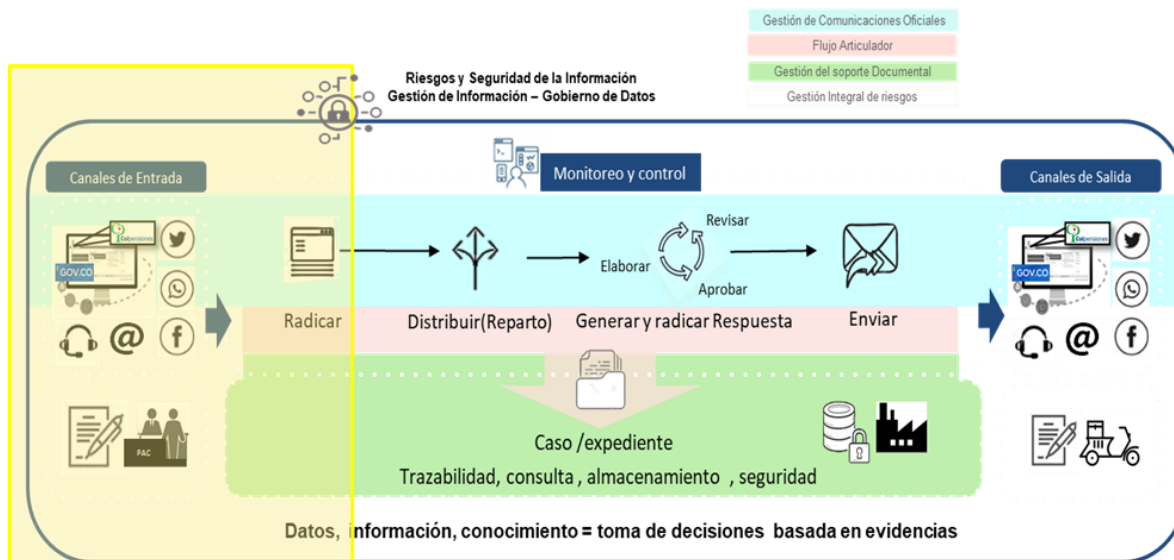 Gestión de Comunicaciones Oficiales
Flujo Articulador
Gestión del soporte Documental
Gestión Integral de riesgos
Riesgos y Seguridad de la Información
Gestión de Información – Gobierno de Datos
Canales de Entrada
Monitoreo y control
Canales de Salida
Colpensiones
GOV.CO
Revisar
Elaborar
Aprobar
Colpensiones
GOV.CO
Radicar
Distribuir(Reparto)
Generar y radicar Respuesta
Enviar
@
@
PAC
Caso /expediente
Trazabilidad, consulta , almacenamiento , seguridad
Datos, información, conocimiento = toma de decisiones basada en evidencias